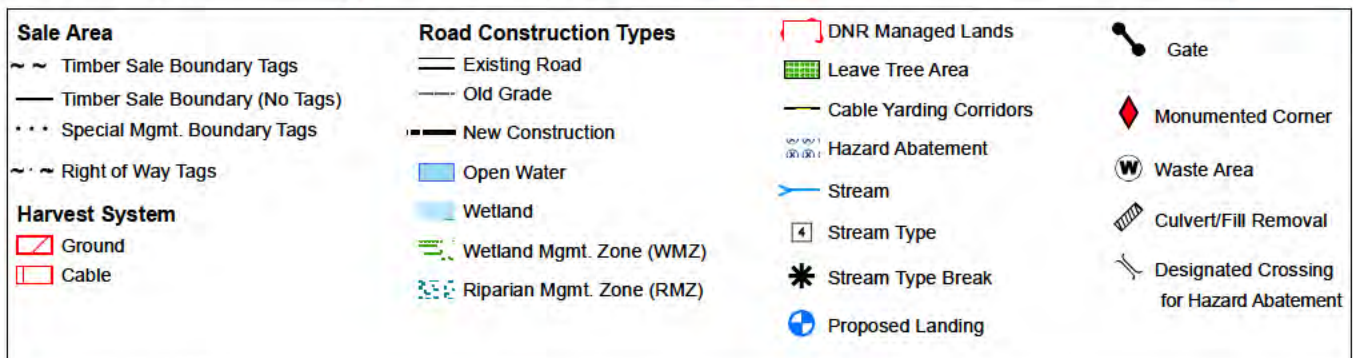 Sale Area
Timber Sale Boundary Tags
Timber Sale Boundary (No Tags)
Special Mgmt. Boundary Tags
Right of Way Tags
Harvest System
Ground
Cable
Road Construction Types
Existing Road
Old Grade
New Construction
Open Water
Wetland
Wetland Mgmt. Zone (WMZ)
Riparian Mgmt. Zone (RMZ)
DNR Managed Lands
Leave Tree Area
Cable Yarding Corridors
Hazard Abatement
Stream
4 Stream Type
Stream Type Break
Proposed Landing
Gate
Monumented Corner
W Waste Area
Culvert/Fill Removal
Designated Crossing
for Hazard Abatement